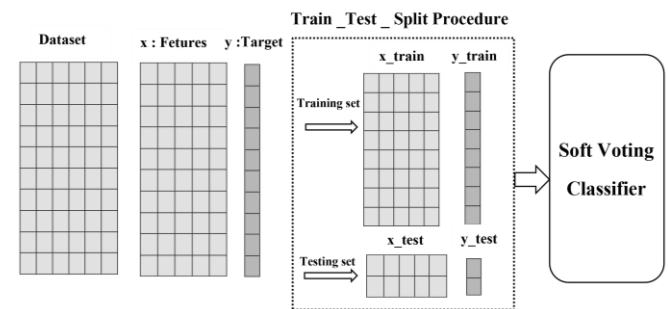 Train _Test _ Split Procedure
Dataset
x : Fetures
y :Target
x_train
y_train
Training set
Soft Voting
Classifier
x_test
y_test
Testing set